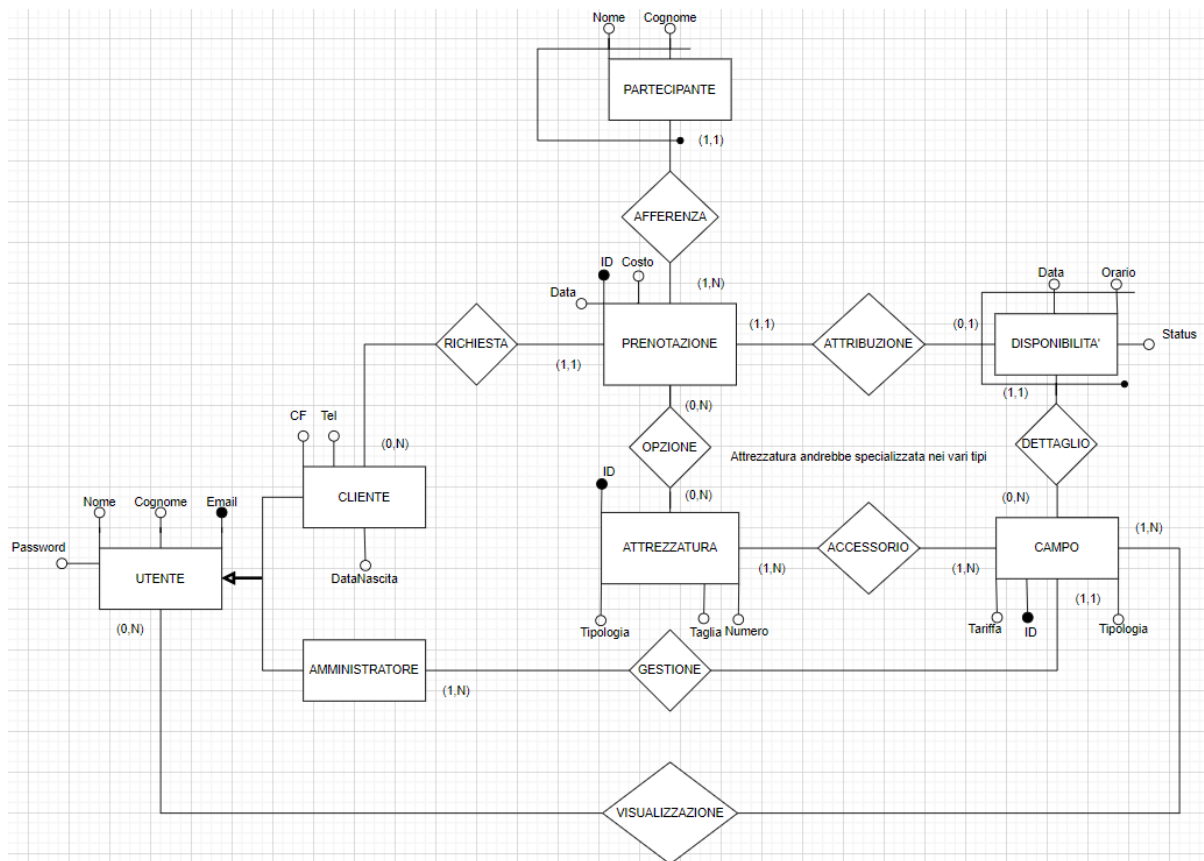 Nome
Cognome
PARTECIPANTE
(1,1)
AFFERENZA
ID
Costo
Data
(1,N)
Data
Orario
RICHIESTA
(1,1)
PRENOTAZIONE
(1,1)
ATTRIBUZIONE
(0,1)
DISPONIBILITA'
Status
(1,1)
CF
Tel
(0,N)
(0,N)
OPZIONE
Attrezzatura andrebbe specializzata nei vari tipi
DETTAGLIO
ID
(0,N)
(0,N)
CLIENTE
Nome
Cognome
Email
Password
UTENTE
DataNascita
(0,N)
ATTREZZATURA
(1,N)
ACCESSORIO
(1,N)
CAMPO
(1,N)
(1,1)
Tipologia
Taglia
Numero
Tariffa
ID
Tipologia
AMMINISTRATORE
(1,N)
GESTIONE
VISUALIZZAZIONE